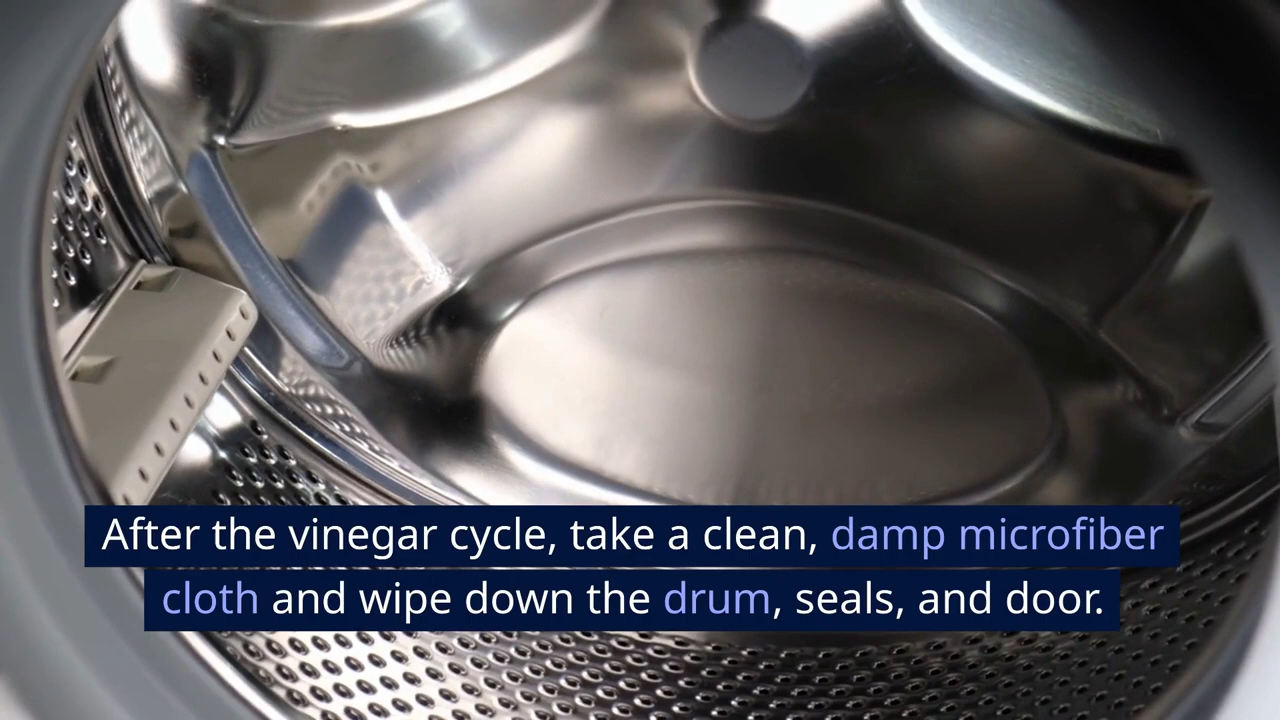 After the vinegar cycle, take a clean, damp microfiber
cloth and wipe down the drum, seals, and door.